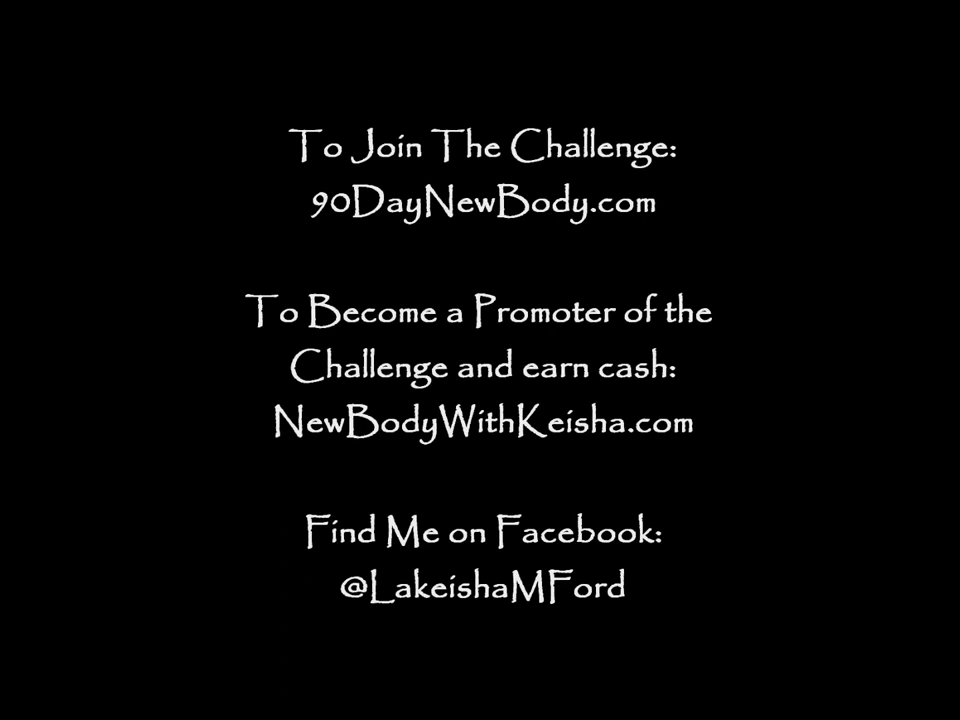 To Join The Challenge:
90DayNewBody.com
To Become a Promoter of the
Challenge and earn cash:
NewBodyWithKeisha.com
Find Me on Facebook:
@LakeishaMFord